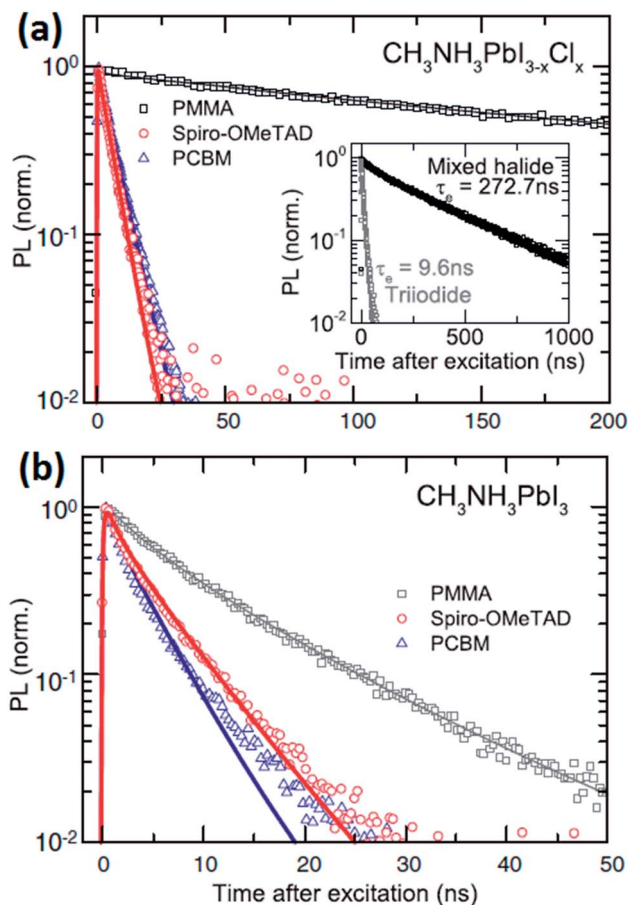 (a)
CH3NH3PbI3-xClx
10^0
10^-1
10^-2
PL (norm.)
PMMA
Spiro-OMeTAD
PCBM
Mixed halide
τe = 272.7ns
τe = 9.6ns
Triiodide
10^0
10^-1
10^-2
PL (norm.)
0 500 1000
Time after excitation (ns)
0 50 100 150 200
(b)
CH3NH3PbI3
10^0
10^-1
10^-2
PL (norm.)
PMMA
Spiro-OMeTAD
PCBM
0 10 20 30 40 50
Time after excitation (ns)